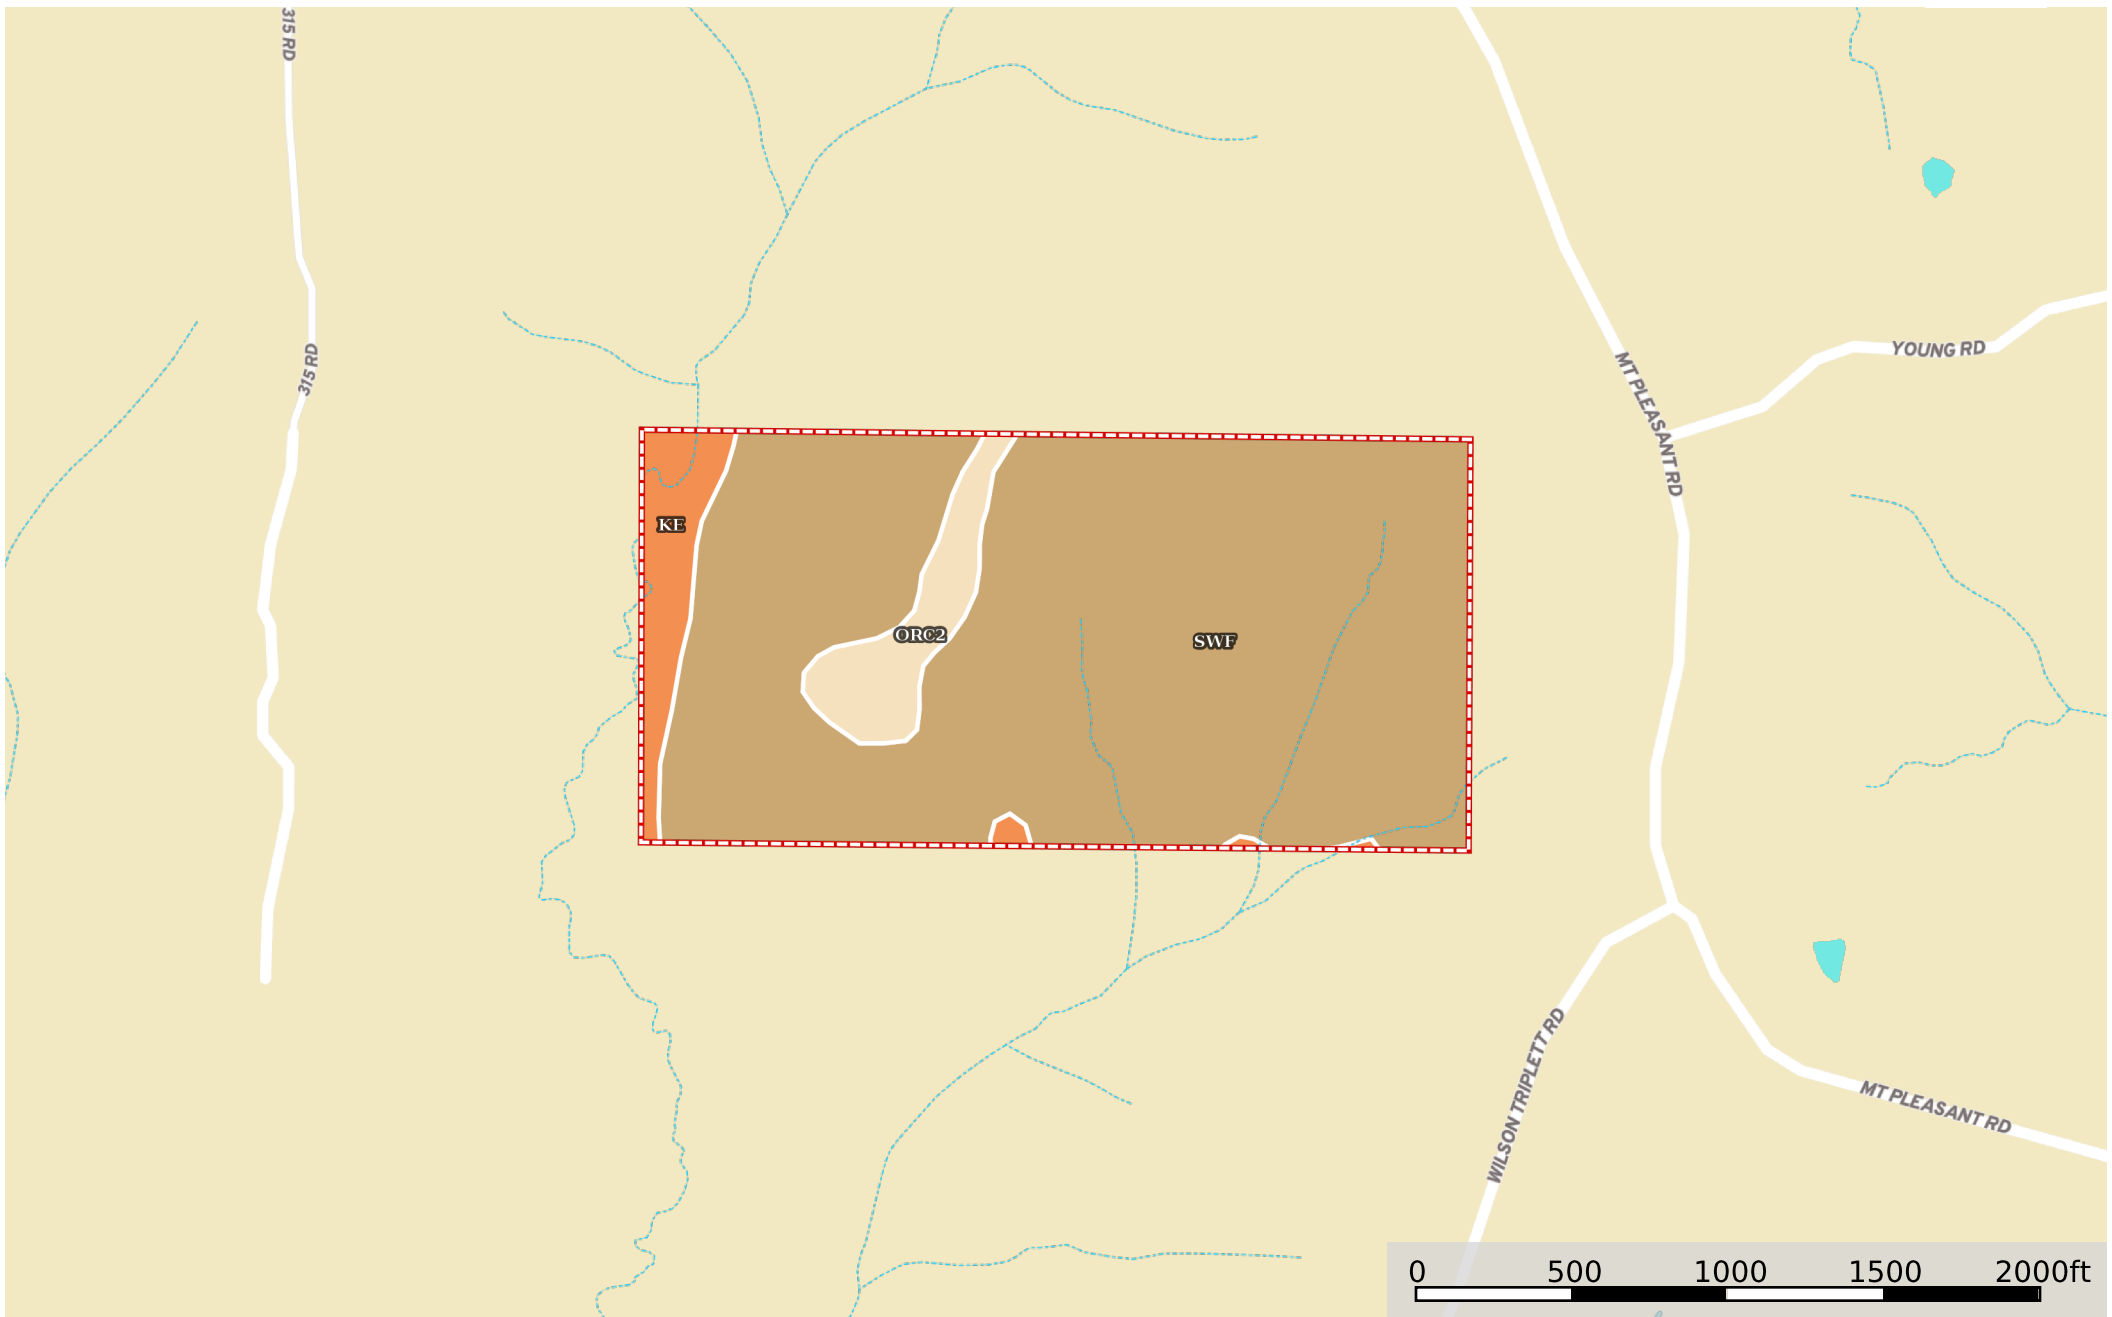 315 RD
315 RD
MT PLEASANT RD
YOUNG RD
KE
ORC2
SWF
WILSON TRIPLETT RD
MT PLEASANT RD
0 500 1000 1500 2000ft